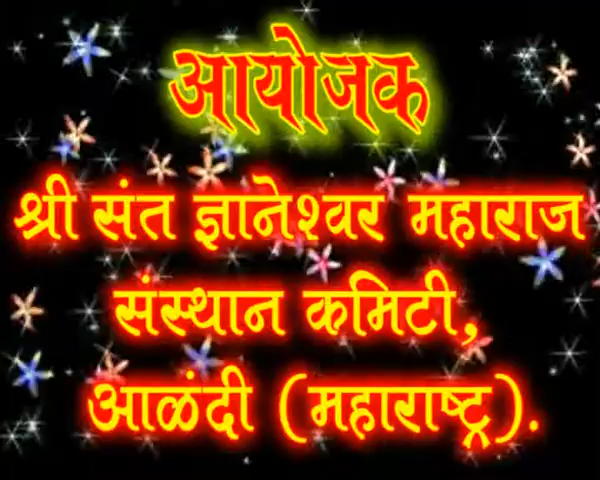 आयोजक
श्री संत ज्ञानेश्वर महाराज
संस्थान कमिटी,
आळंदी (महाराष्ट्र).